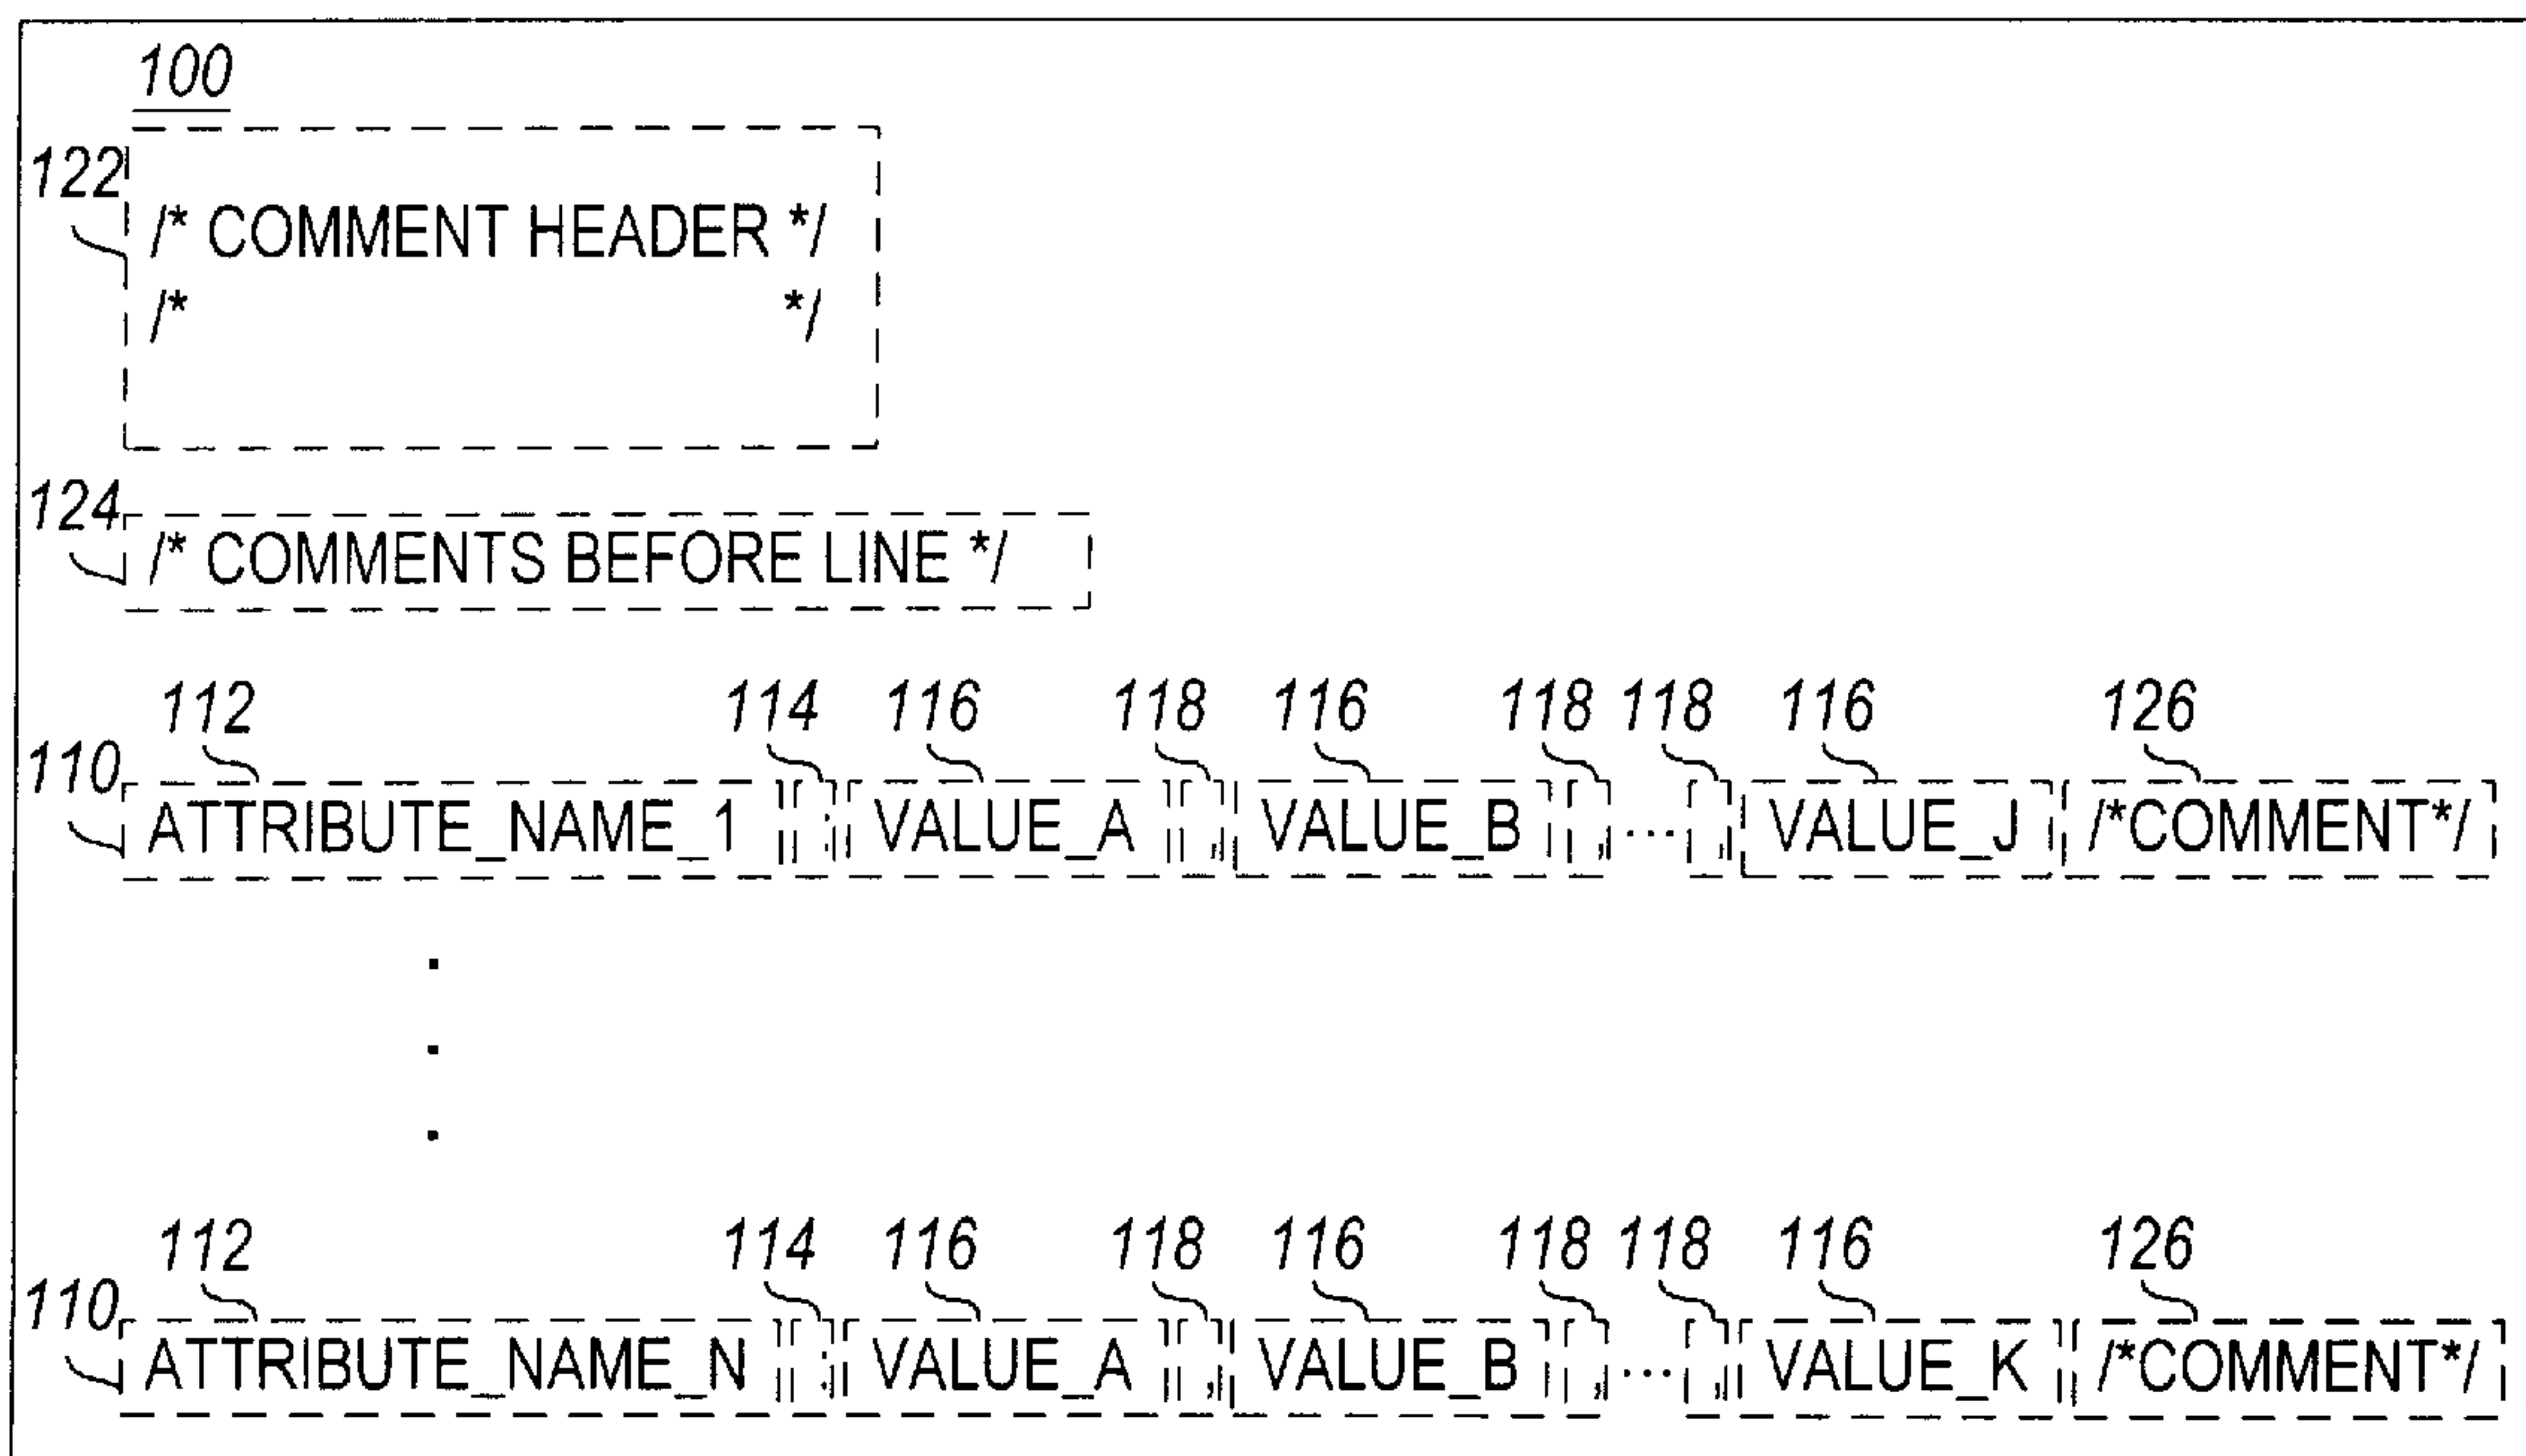 100
122
/* COMMENT HEADER */
/* */
124
/* COMMENTS BEFORE LINE */
112 114 116 118 116 118 118 116 126
110
ATTRIBUTE_NAME_1 : VALUE_A , VALUE_B , ... , VALUE_J /*COMMENT*/
.
.
.
112 114 116 118 116 118 118 116 126
110
ATTRIBUTE_NAME_N : VALUE_A , VALUE_B , ... , VALUE_K /*COMMENT*/